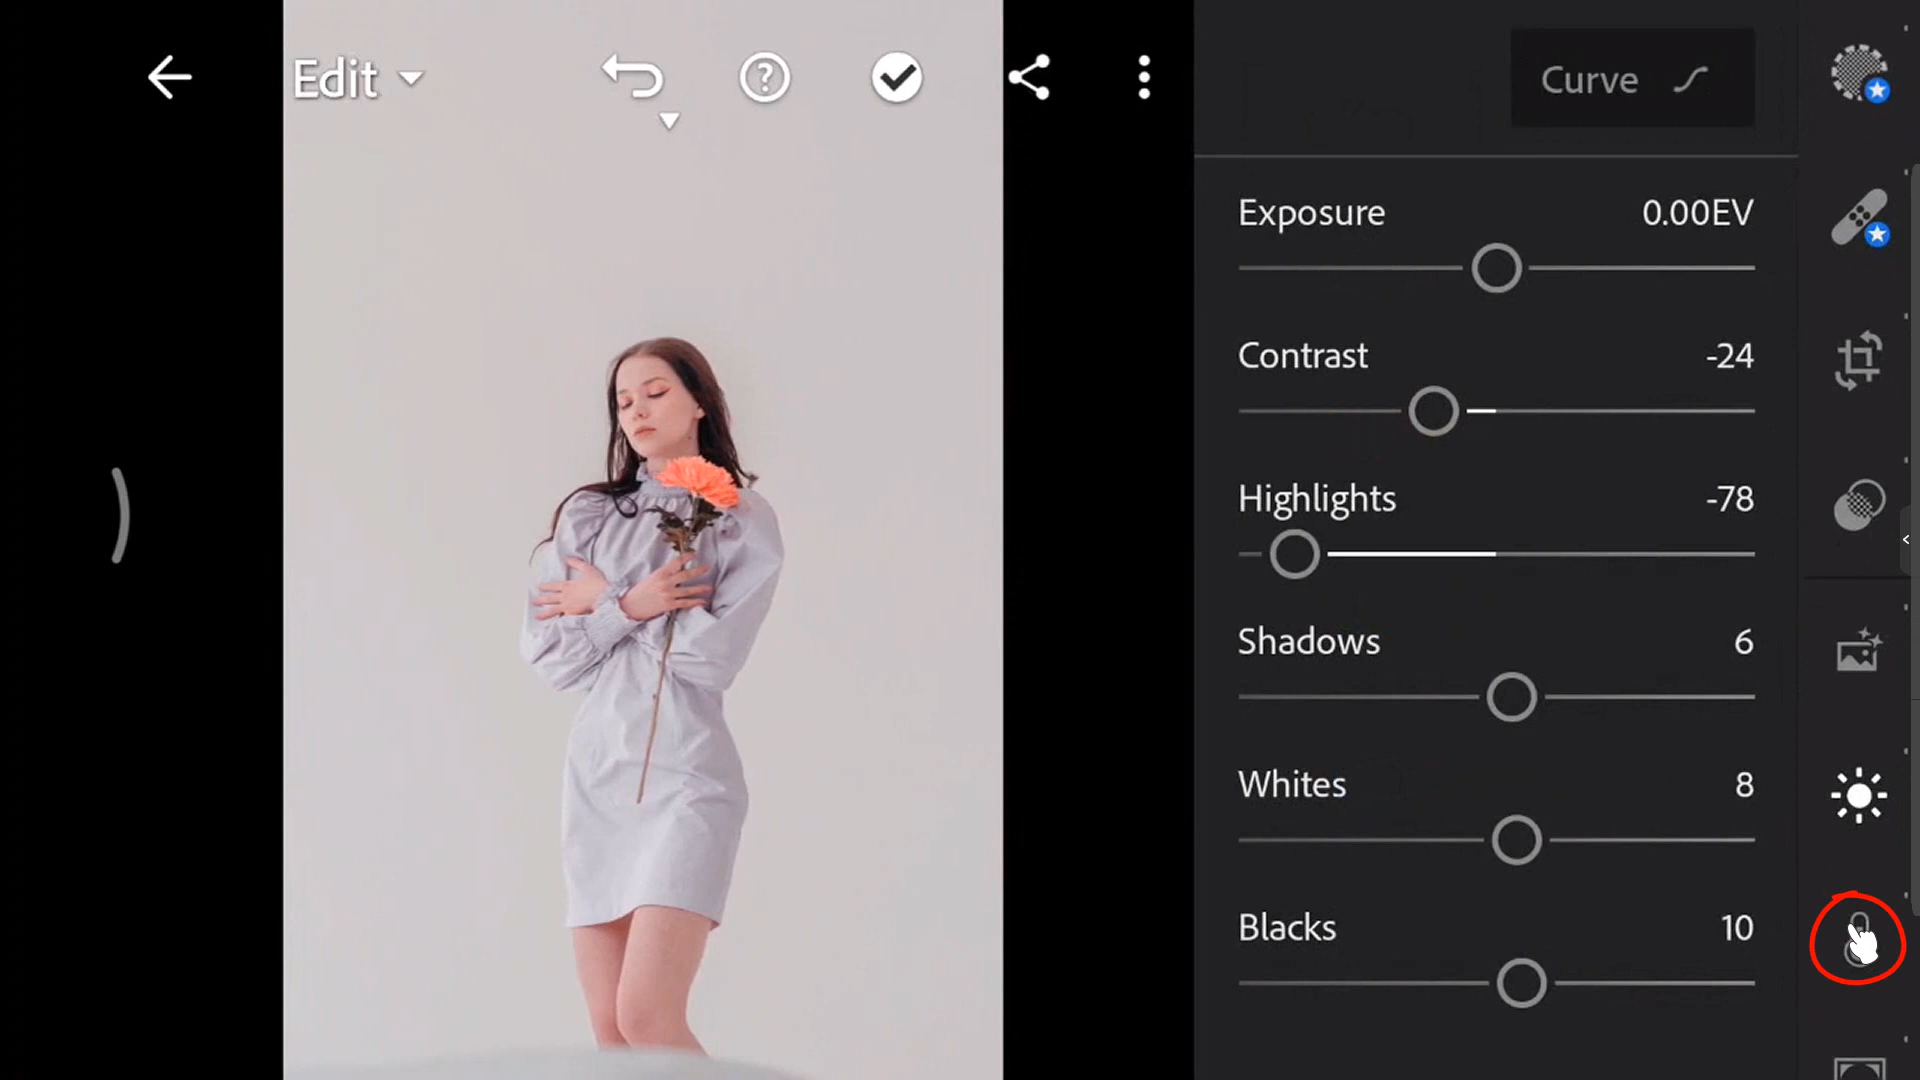 Edit
Curve
Exposure 0.00EV
Contrast -24
Highlights -78
Shadows 6
Whites 8
Blacks 10